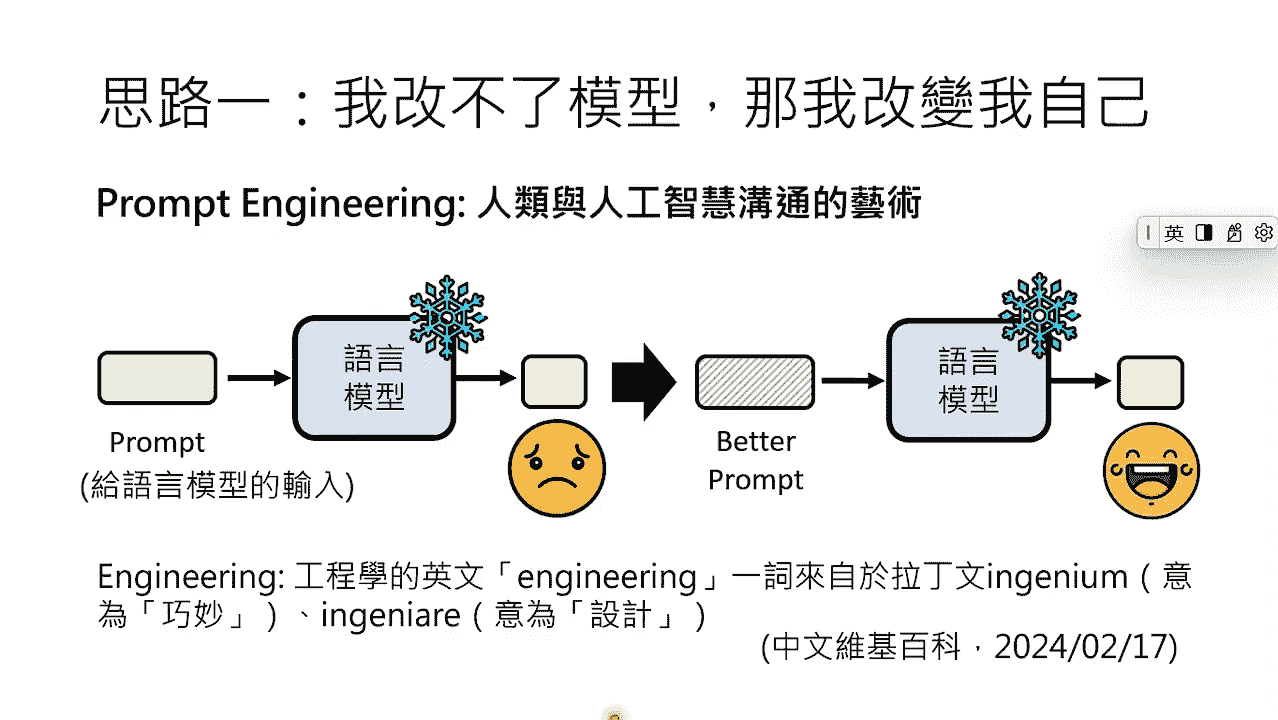 思路一：我改不了模型，那我改變我自己
Prompt Engineering: 人類與人工智慧溝通的藝術
英
語言
模型
Prompt
(給語言模型的輸入)
語言
模型
Better
Prompt
Engineering: 工程學的英文「engineering」一詞來自於拉丁文ingenium（意
為「巧妙」）、ingeniare（意為「設計」）
(中文維基百科，2024/02/17)